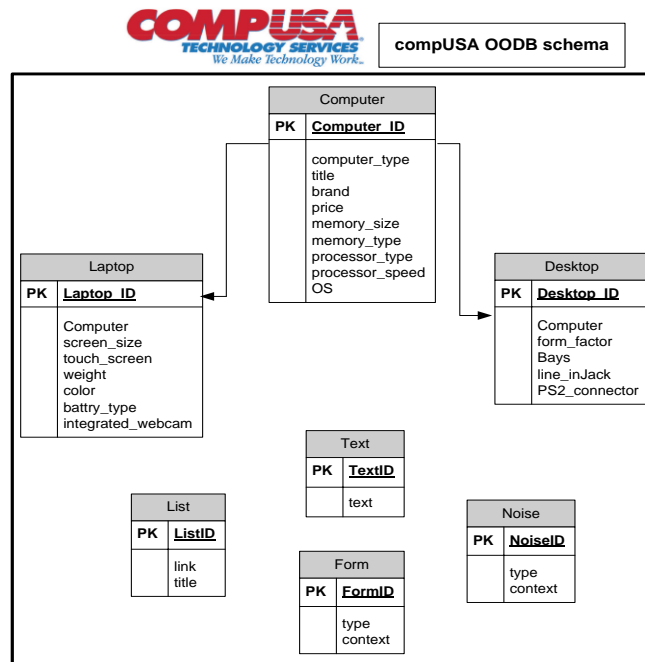 COMPUSA
TECHNOLOGY SERVICES
We Make Technology Work™
compUSA OODB schema
Computer
PK Computer_ID
computer_type
title
brand
price
memory_size
memory_type
processor_type
processor_speed
OS
Laptop
PK Laptop_ID
Computer
screen_size
touch_screen
weight
color
battry_type
integrated_webcam
Desktop
PK Desktop_ID
Computer
form_factor
Bays
line_inJack
PS2_connector
Text
PK TextID
text
List
PK ListID
link
title
Noise
PK NoiseID
type
context
Form
PK FormID
type
context